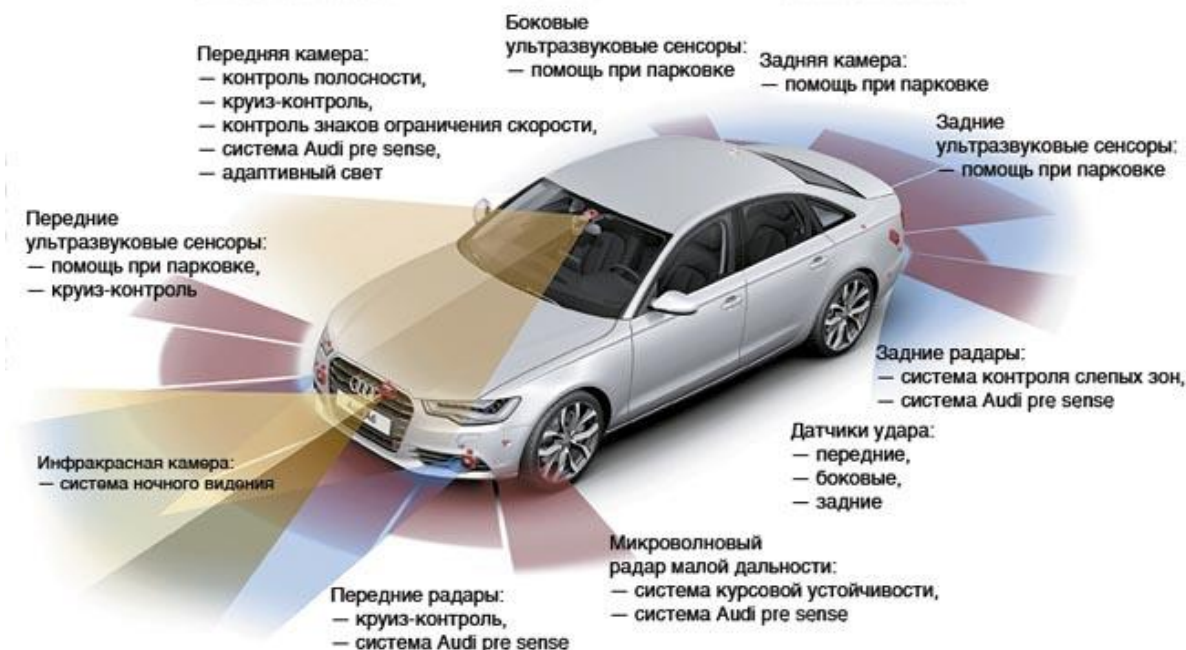 Боковые
ультразвуковые сенсоры:
— помощь при парковке
Передняя камера:
— контроль полосности,
— круиз-контроль,
— контроль знаков ограничения скорости,
— система Audi pre sense,
— адаптивный свет
Задняя камера:
— помощь при парковке
Задние
ультразвуковые сенсоры:
— помощь при парковке
Передние
ультразвуковые сенсоры:
— помощь при парковке,
— круиз-контроль
Задние радары:
— система контроля слепых зон,
— система Audi pre sense
Датчики удара:
— передние,
— боковые,
— задние
Инфракрасная камера:
— система ночного видения
Микроволновый
радар малой дальности:
— система курсовой устойчивости,
— система Audi pre sense
Передние радары:
— круиз-контроль,
— система Audi pre sense